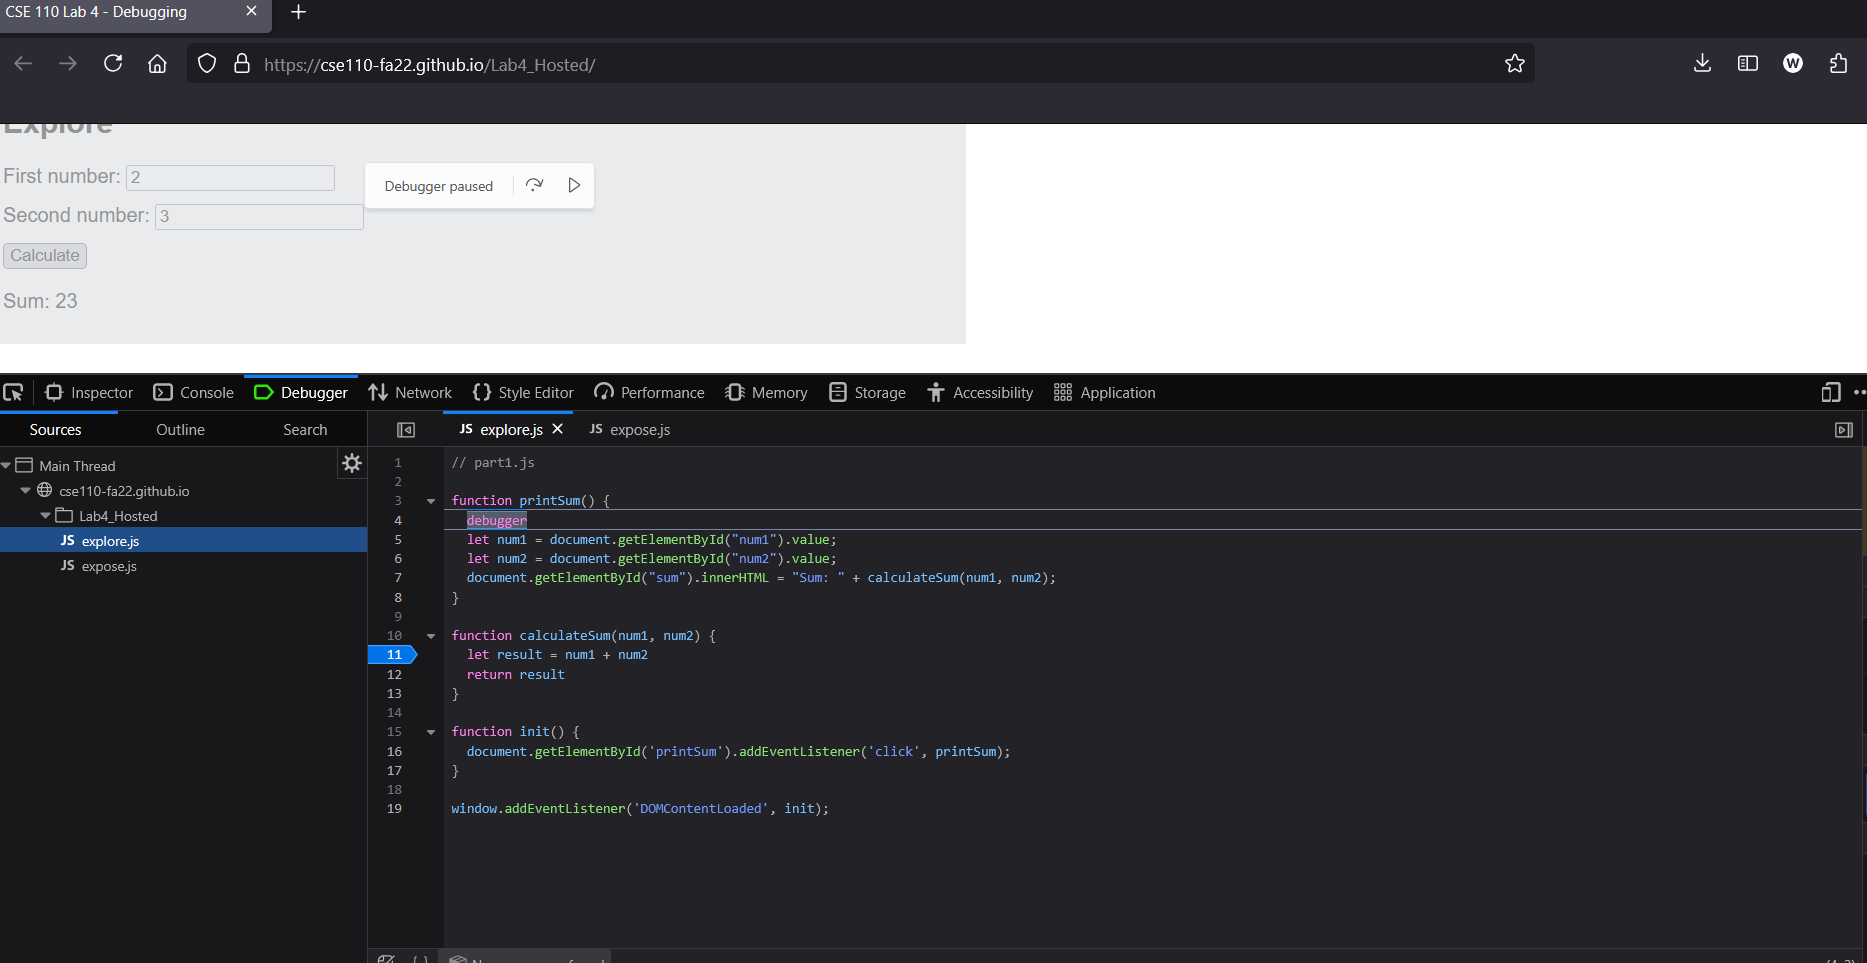 CSE 110 Lab 4 - Debugging
https://cse110-fa22.github.io/Lab4_Hosted/
W
Explore
First number: 2
Debugger paused
Second number: 3
Calculate
Sum: 23
Inspector Console Debugger Network Style Editor Performance Memory Storage Accessibility Application
Sources Outline Search
JS explore.js JS expose.js
Main Thread
cse110-fa22.github.io
Lab4_Hosted
JS explore.js
JS expose.js
1 // part1.js
2
3 function printSum() {
4 debugger
5 let num1 = document.getElementById("num1").value;
6 let num2 = document.getElementById("num2").value;
7 document.getElementById("sum").innerHTML = "Sum: " + calculateSum(num1, num2);
8 }
9
10 function calculateSum(num1, num2) {
11 let result = num1 + num2
12 return result
13 }
14
15 function init() {
16 document.getElementById('printSum').addEventListener('click', printSum);
17 }
18
19 window.addEventListener('DOMContentLoaded', init);